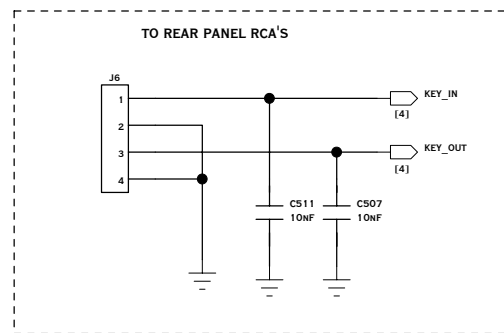 TO REAR PANEL RCA'S
J6
1
KEY_IN
[4]
2
3
KEY_OUT
[4]
4
C511
10NF
C507
10NF